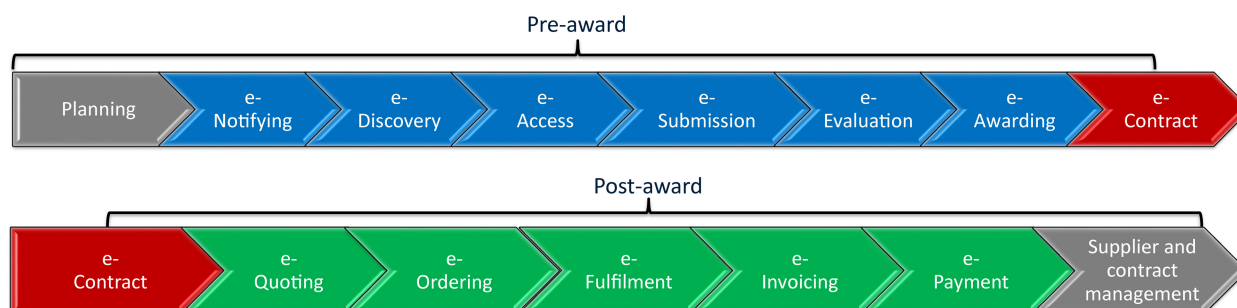 Pre-award
Planning
e-
Notifying
e-
Discovery
e-
Access
e-
Submission
e-
Evaluation
e-
Awarding
e-
Contract
Post-award
e-
Contract
e-
Quoting
e-
Ordering
e-
Fulfilment
e-
Invoicing
e-
Payment
Supplier and
contract
management